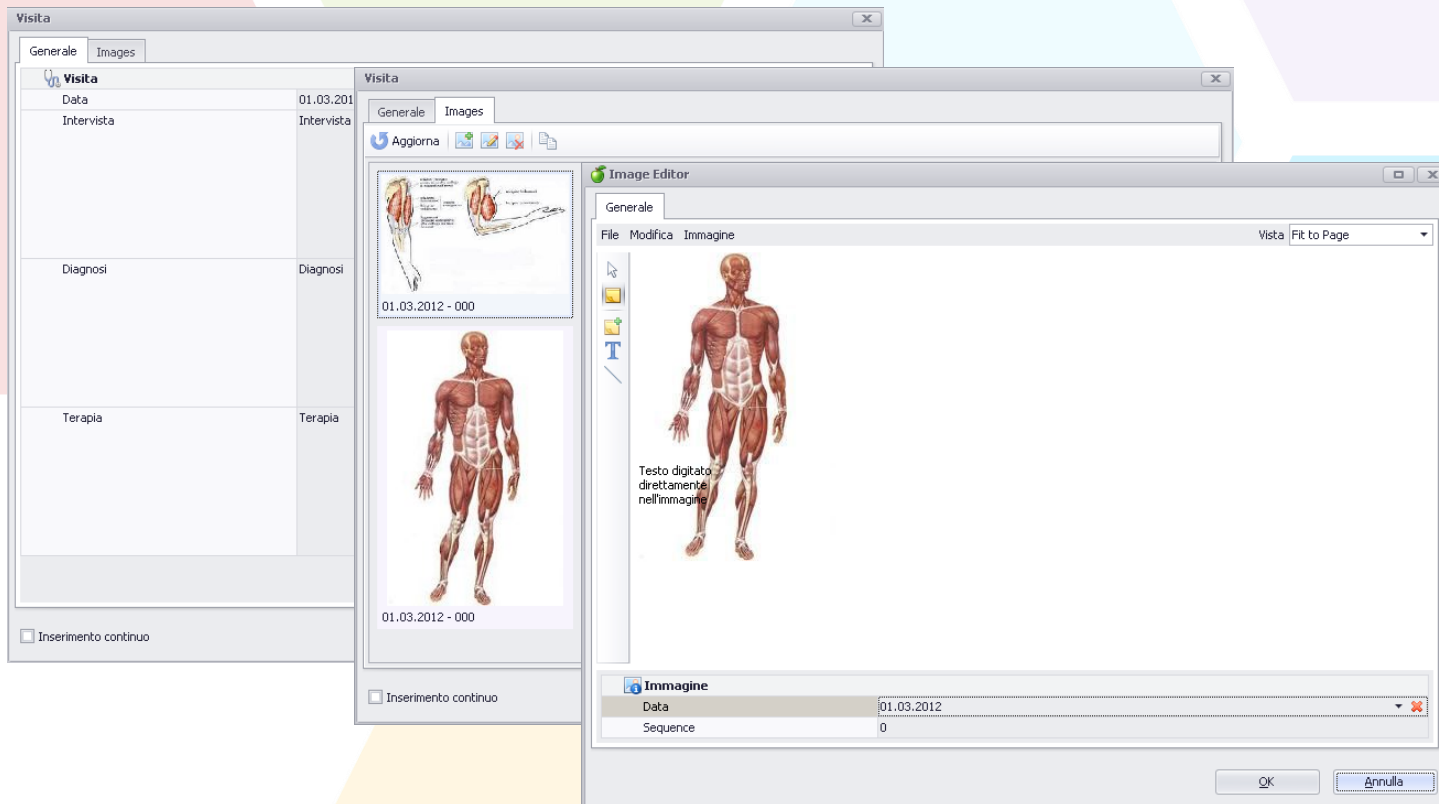 Visita
Generale Images
Visita
Data 01.03.201
Intervista Intervista
Diagnosi Diagnosi
Terapia Terapia
Inserimento continuo
Visita
Generale Images
Aggiorna
01.03.2012 - 000
01.03.2012 - 000
Inserimento continuo
Image Editor
Generale
File Modifica Immagine Vista Fit to Page
T
Testo digitato
direttamente
nell'immagine
Immagine
Data 01.03.2012
Sequence 0
OK Annulla